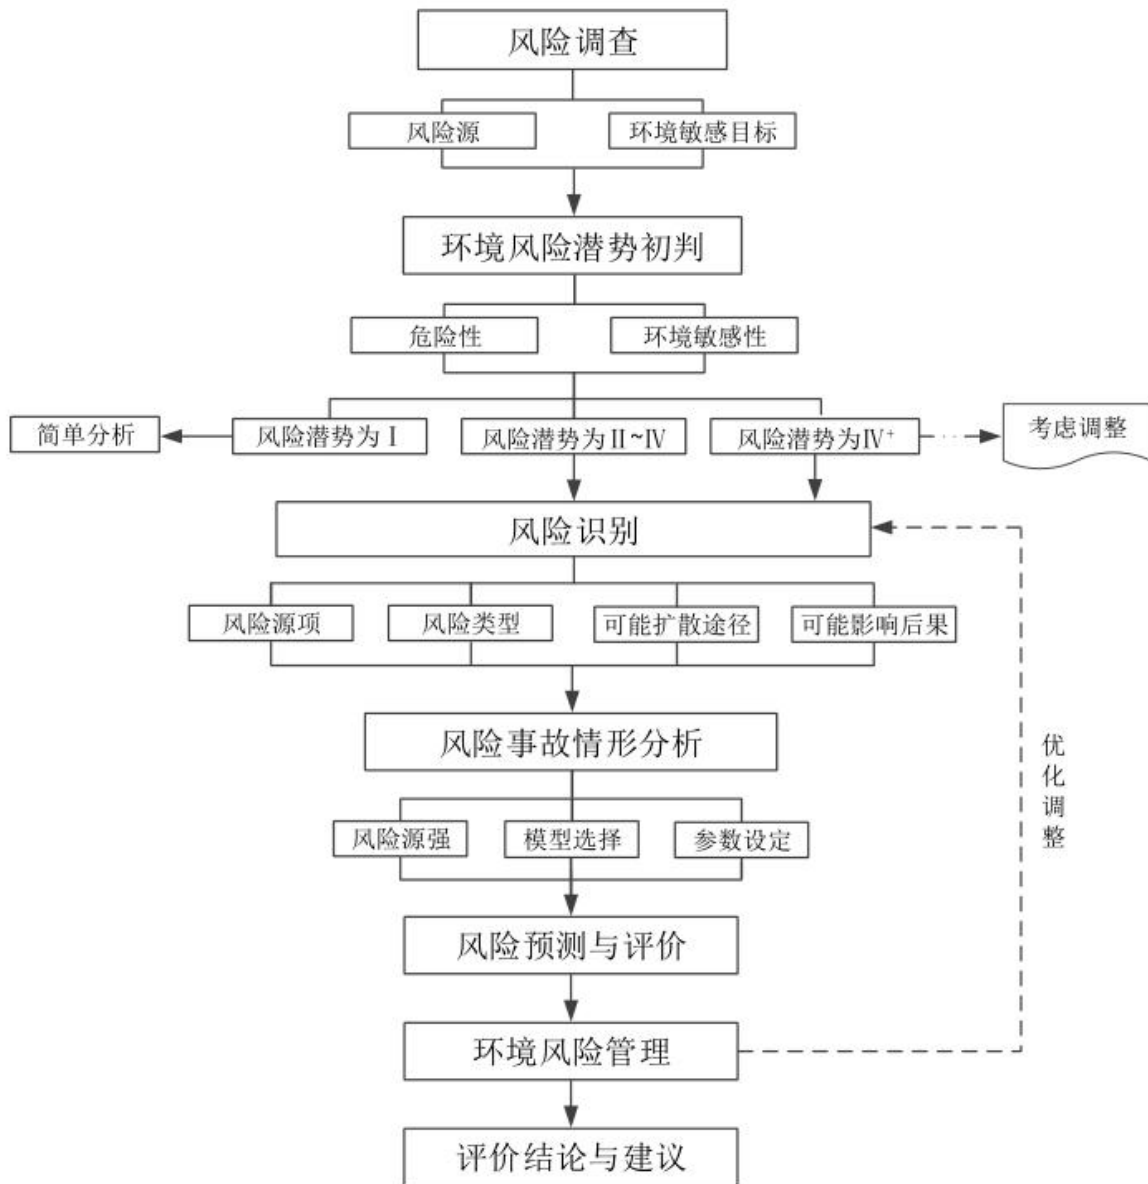 风险调查
风险源
环境敏感目标
环境风险潜势初判
危险性
环境敏感性
简单分析
风险潜势为Ⅰ
风险潜势为Ⅱ~Ⅳ
风险潜势为Ⅳ⁺
考虑调整
风险识别
风险源项
风险类型
可能扩散途径
可能影响后果
风险事故情形分析
风险源强
模型选择
参数设定
优化调整
风险预测与评价
环境风险管理
评价结论与建议